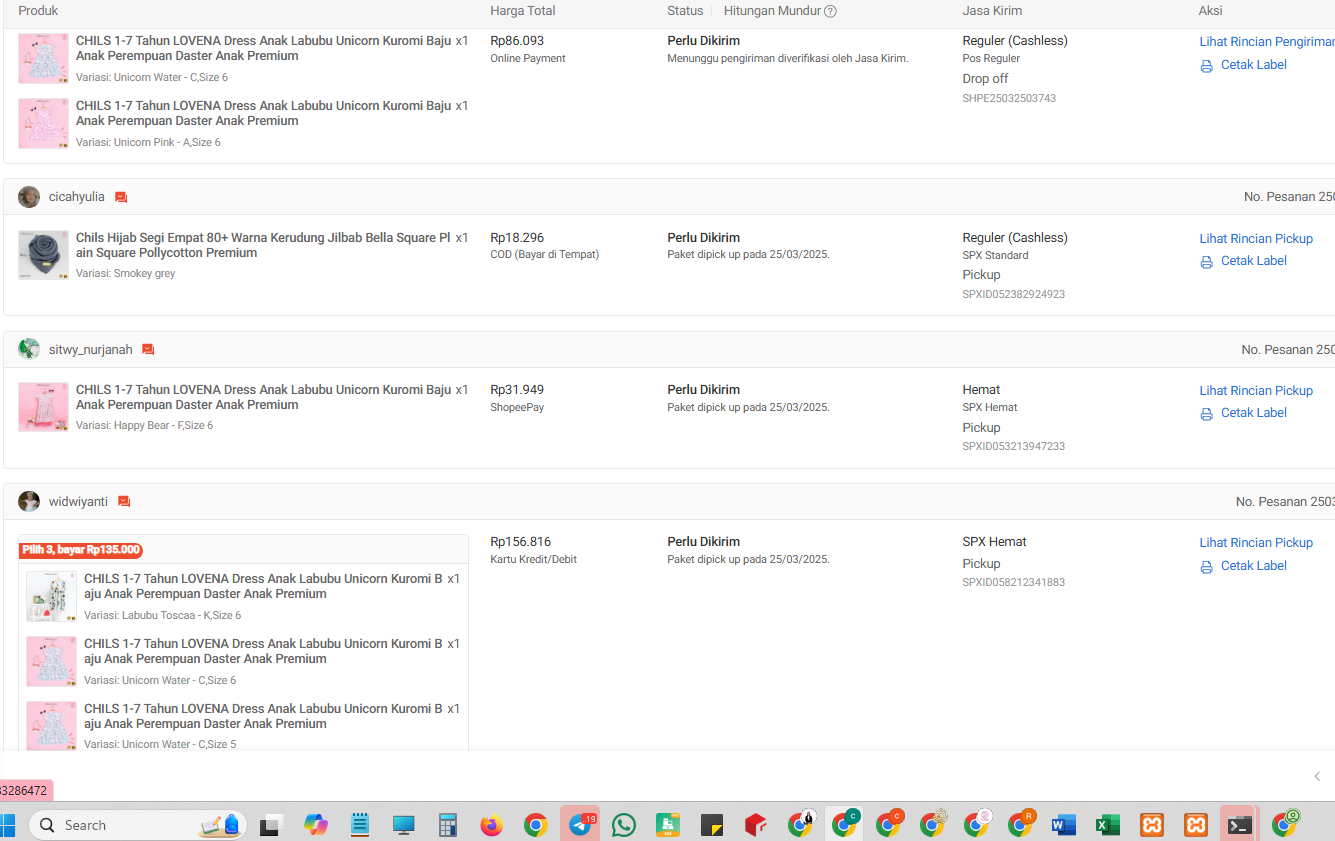 Produk Harga Total Status Hitungan Mundur Jasa Kirim Aksi
CHILS 1-7 Tahun LOVENA Dress Anak Labubu Unicorn Kuromi Baju x1
Anak Perempuan Daster Anak Premium
Variasi: Unicorn Water - C,Size 6
Rp86.093
Online Payment
Perlu Dikirim
Menunggu pengiriman diverifikasi oleh Jasa Kirim.
Reguler (Cashless)
Pos Reguler
Drop off
SHPE25032503743
Lihat Rincian Pengiriman
Cetak Label
CHILS 1-7 Tahun LOVENA Dress Anak Labubu Unicorn Kuromi Baju x1
Anak Perempuan Daster Anak Premium
Variasi: Unicorn Pink - A,Size 6
cicahyulia
No. Pesanan 250
Chils Hijab Segi Empat 80+ Warna Kerudung Jilbab Bella Square Pl x1
ain Square Pollycotton Premium
Variasi: Smokey grey
Rp18.296
COD (Bayar di Tempat)
Perlu Dikirim
Paket dipick up pada 25/03/2025.
Reguler (Cashless)
SPX Standard
Pickup
SPXID052382924923
Lihat Rincian Pickup
Cetak Label
sitwy_nurjanah
No. Pesanan 250
CHILS 1-7 Tahun LOVENA Dress Anak Labubu Unicorn Kuromi Baju x1
Anak Perempuan Daster Anak Premium
Variasi: Happy Bear - F,Size 6
Rp31.949
ShopeePay
Perlu Dikirim
Paket dipick up pada 25/03/2025.
Hemat
SPX Hemat
Pickup
SPXID053213947233
Lihat Rincian Pickup
Cetak Label
widwiyanti
No. Pesanan 2503
Pilih 3, bayar Rp135.000
CHILS 1-7 Tahun LOVENA Dress Anak Labubu Unicorn Kuromi B x1
aju Anak Perempuan Daster Anak Premium
Variasi: Labubu Toscaa - K,Size 6
Rp156.816
Kartu Kredit/Debit
Perlu Dikirim
Paket dipick up pada 25/03/2025.
SPX Hemat
Pickup
SPXID058212341883
Lihat Rincian Pickup
Cetak Label
CHILS 1-7 Tahun LOVENA Dress Anak Labubu Unicorn Kuromi B x1
aju Anak Perempuan Daster Anak Premium
Variasi: Unicorn Water - C,Size 6
CHILS 1-7 Tahun LOVENA Dress Anak Labubu Unicorn Kuromi B x1
aju Anak Perempuan Daster Anak Premium
Variasi: Unicorn Water - C,Size 5
33286472
Search
19